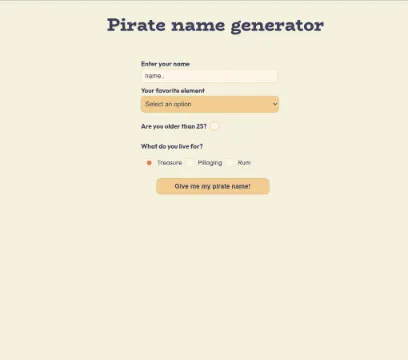 Pirate name generator
Enter your name
name..
Your favorite element
Select an option
Are you older than 25?
What do you live for?
Treasure Pillaging Rum
Give me my pirate name!